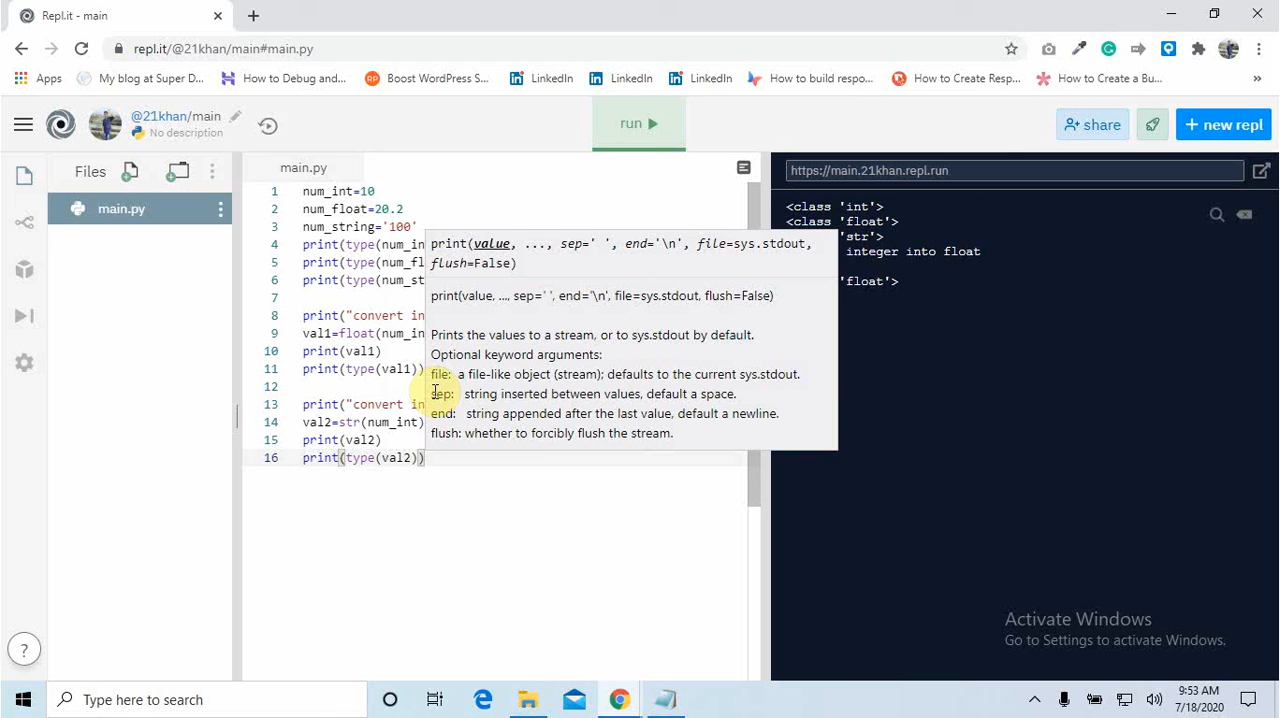 Repl.it - main
repl.it/@21khan/main#main.py
Apps
My blog at Super D...
How to Debug and...
Boost WordPress S...
LinkedIn
LinkedIn
LinkedIn
How to build respo...
How to Create Resp...
How to Create a Bu...
@21khan/main
No description
run
share
+ new repl
Files
main.py
main.py
https://main.21khan.repl.run
1 num_int=10
2 num_float=20.2
3 num_string='100'
4 print(type(num_in
5 print(type(num_fl
6 print(type(num_st
7
8 print("convert in
9 val1=float(num_in
10 print(val1)
11 print(type(val1))
12
13 print("convert in
14 val2=str(num_int)
15 print(val2)
16 print(type(val2))
print(value, ..., sep=' ', end='\n', file=sys.stdout,
flush=False)
print(value, ..., sep=' ', end='\n', file=sys.stdout, flush=False)
Prints the values to a stream, or to sys.stdout by default.
Optional keyword arguments:
file: a file-like object (stream); defaults to the current sys.stdout.
sep: string inserted between values, default a space.
end: string appended after the last value, default a newline.
flush: whether to forcibly flush the stream.
<class 'int'>
<class 'float'>
'str'>
integer into float
'float'>
Activate Windows
Go to Settings to activate Windows.
?
Type here to search
9:53 AM
7/18/2020